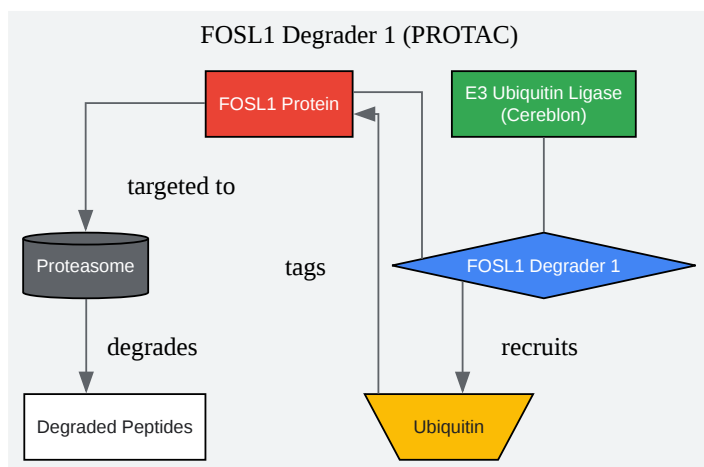 FOSL1 Degrader 1 (PROTAC)
FOSL1 Protein
E3 Ubiquitin Ligase
(Cereblon)
targeted to
Proteasome
tags
FOSL1 Degrader 1
degrades
recruits
Degraded Peptides
Ubiquitin